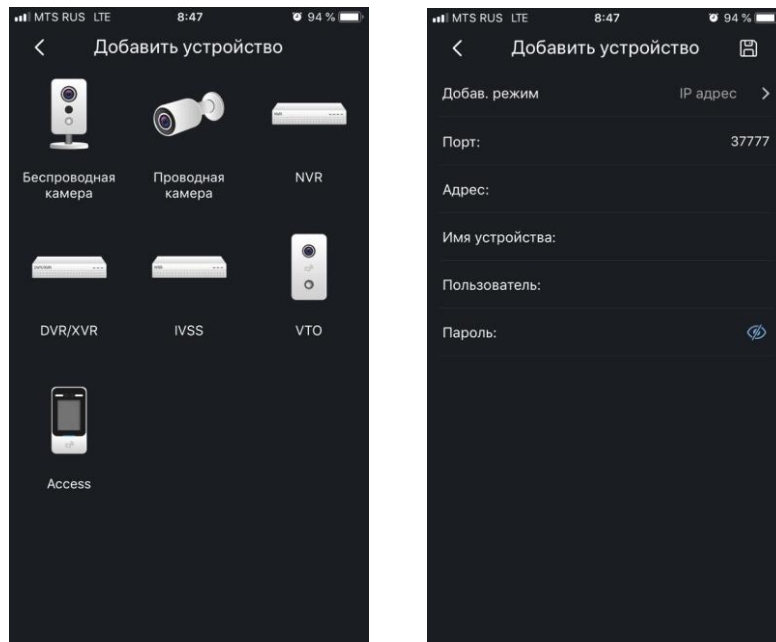 MTS RUS LTE 8:47 94 %
Добавить устройство
Беспроводная камера
Проводная камера
NVR
DVR/XVR
IVSS
VTO
Access
MTS RUS LTE 8:47 94 %
Добавить устройство
Добав. режим IP адрес
Порт: 37777
Адрес:
Имя устройства:
Пользователь:
Пароль: